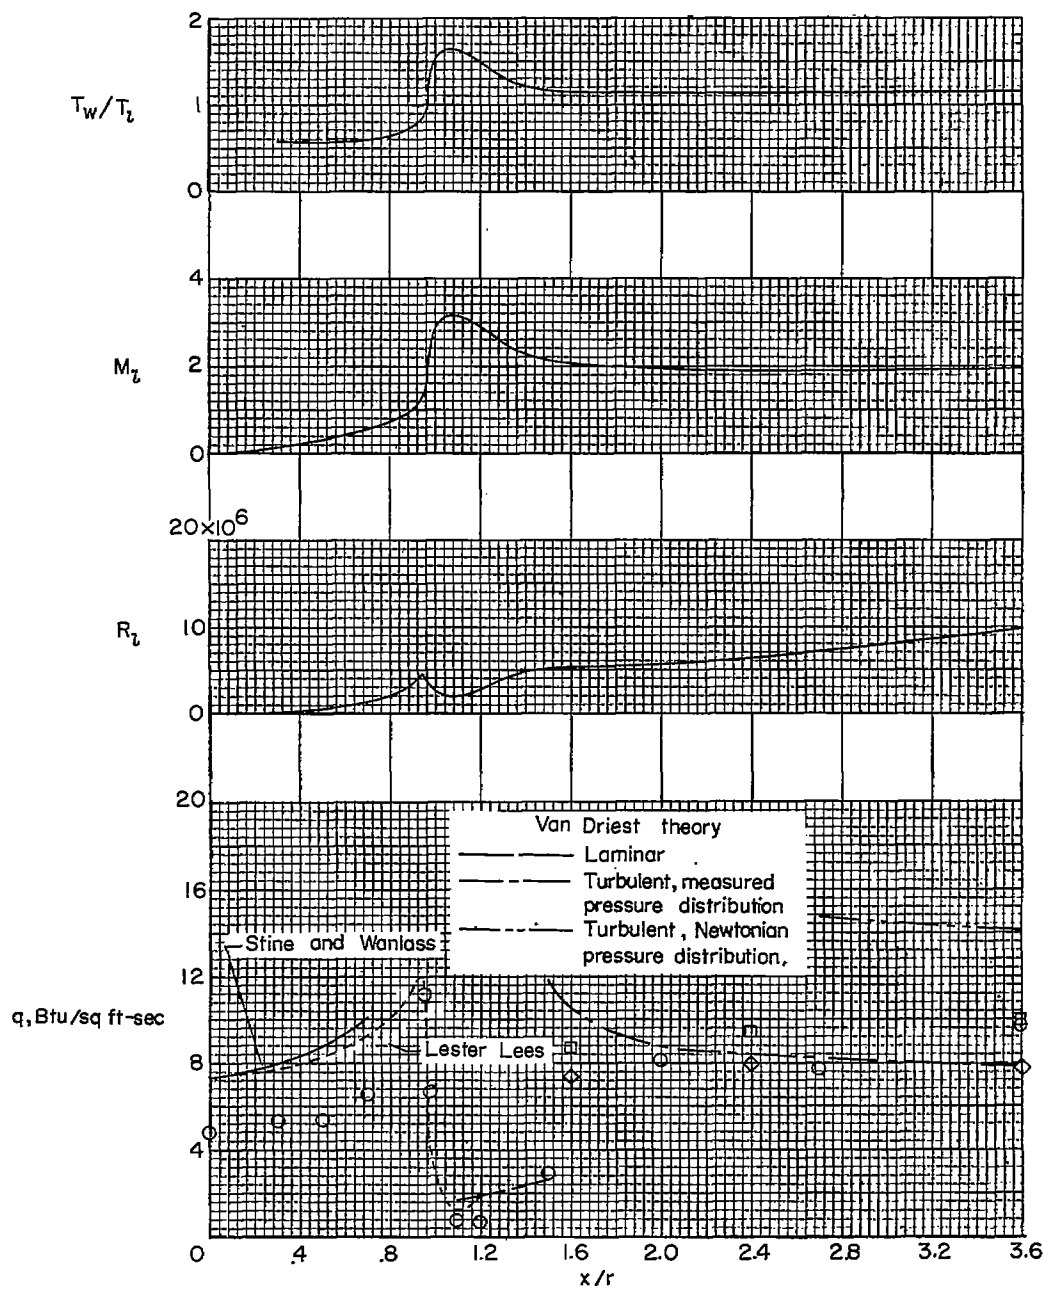 2
T_w/T_l
1
0
4
M_l
2
0
20×10^6
R_l
10
0
20
Van Driest theory
Laminar
Turbulent, measured
pressure distribution
Turbulent, Newtonian
pressure distribution.
16
Stine and Wanlass
12
q, Btu/sq ft-sec
Lester Lees
8
4
0 .4 .8 1.2 1.6 2.0 2.4 2.8 3.2 3.6
x/r